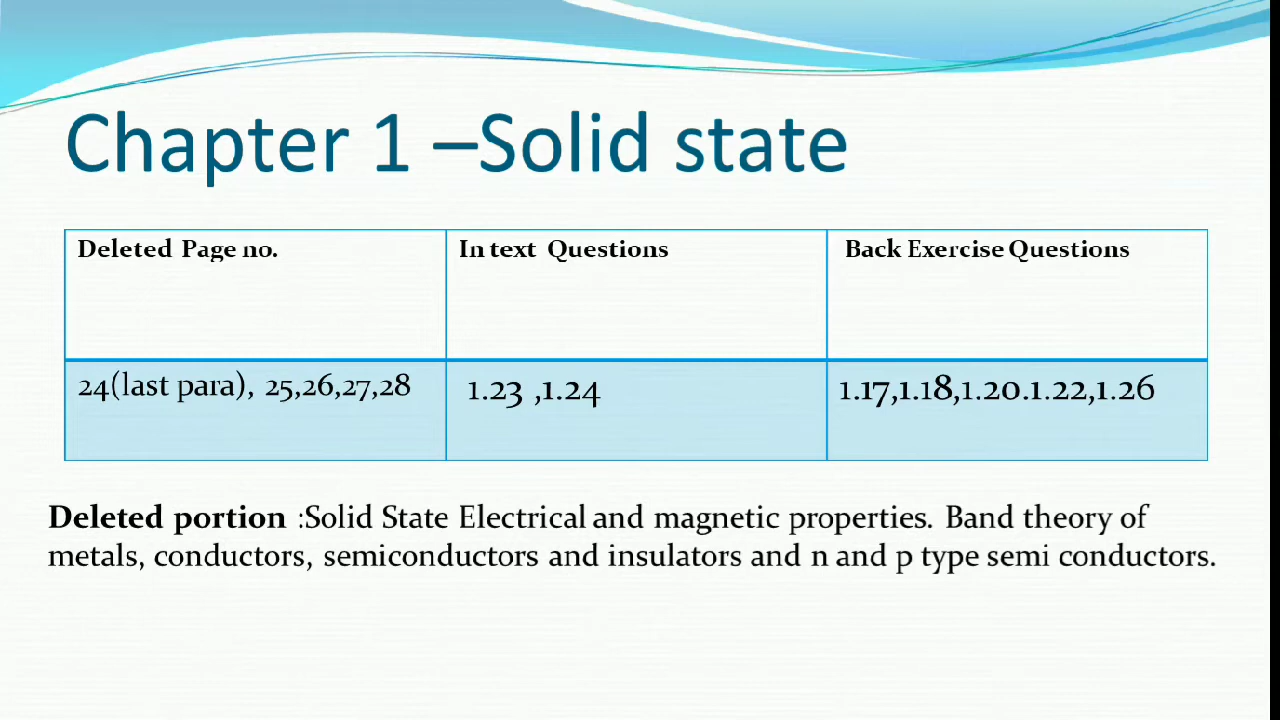 Chapter 1 –Solid state
Deleted Page no.
In text Questions
Back Exercise Questions
24(last para), 25,26,27,28
1.23 ,1.24
1.17,1.18,1.20.1.22,1.26
Deleted portion :Solid State Electrical and magnetic properties. Band theory of
metals, conductors, semiconductors and insulators and n and p type semi conductors.